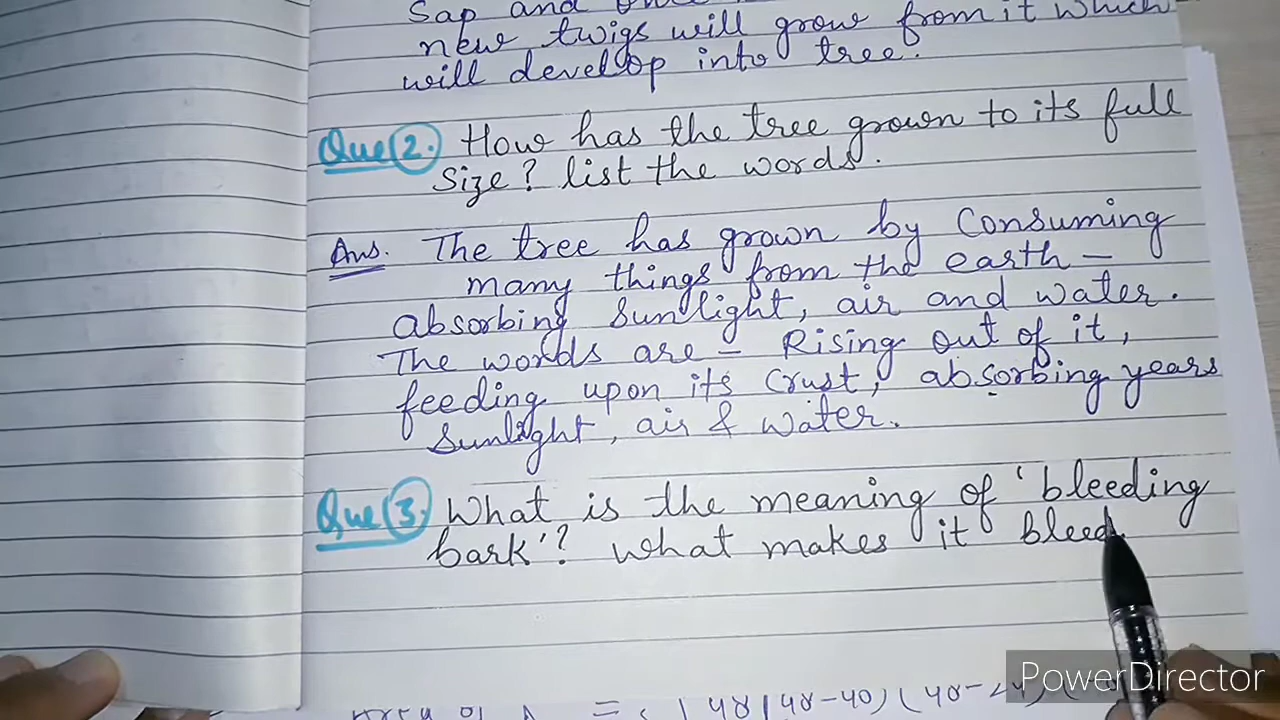 Sap and
new twigs will grow from it which
will develop into tree.
Que 2. How has the tree grown to its full
Size? list the words.
Ans. The tree has grown by Consuming
many things from the earth –
absorbing sunlight, air and water.
The words are – Rising out of it,
feeding upon its Crust, absorbing years
Sunlight, air & water.
Que 3. What is the meaning of 'bleeding
bark'? What makes it bleed
PowerDirector